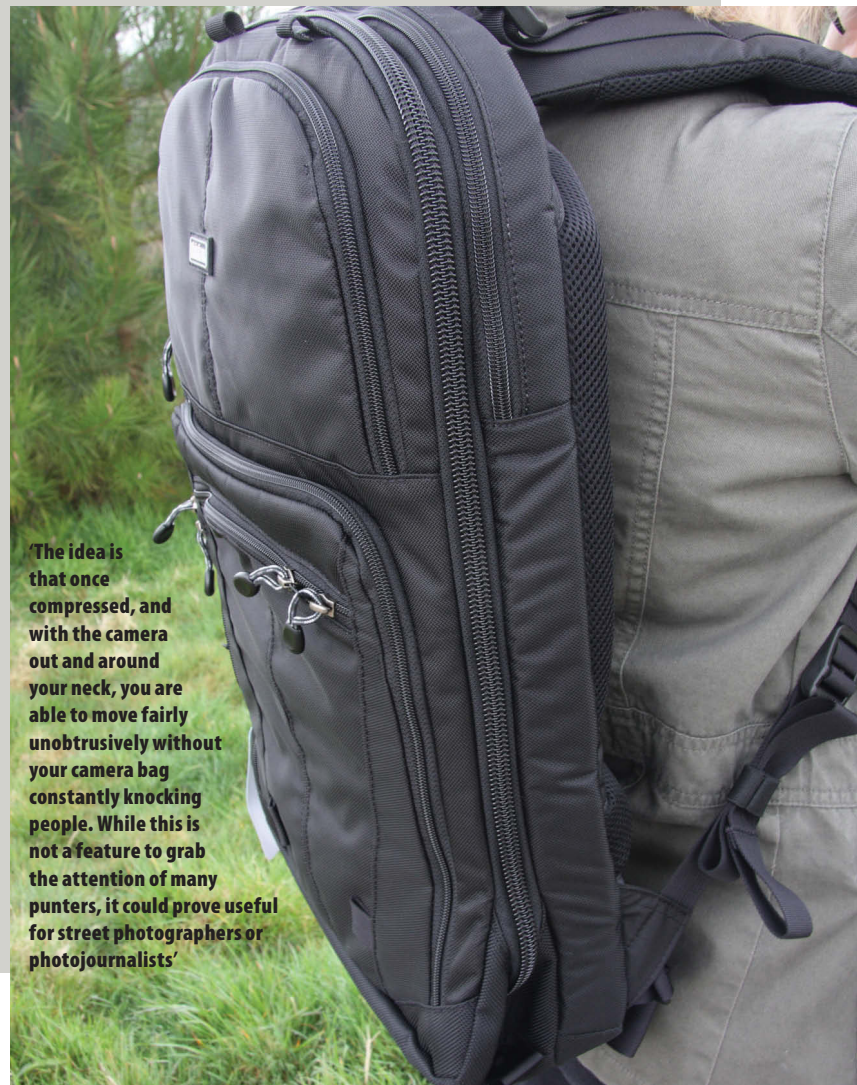 ‘The idea is
that once
compressed, and
with the camera
out and around
your neck, you are
able to move fairly
unobtrusively without
your camera bag
constantly knocking
people. While this is
not a feature to grab
the attention of many
punters, it could prove useful
for street photographers or
photojournalists’